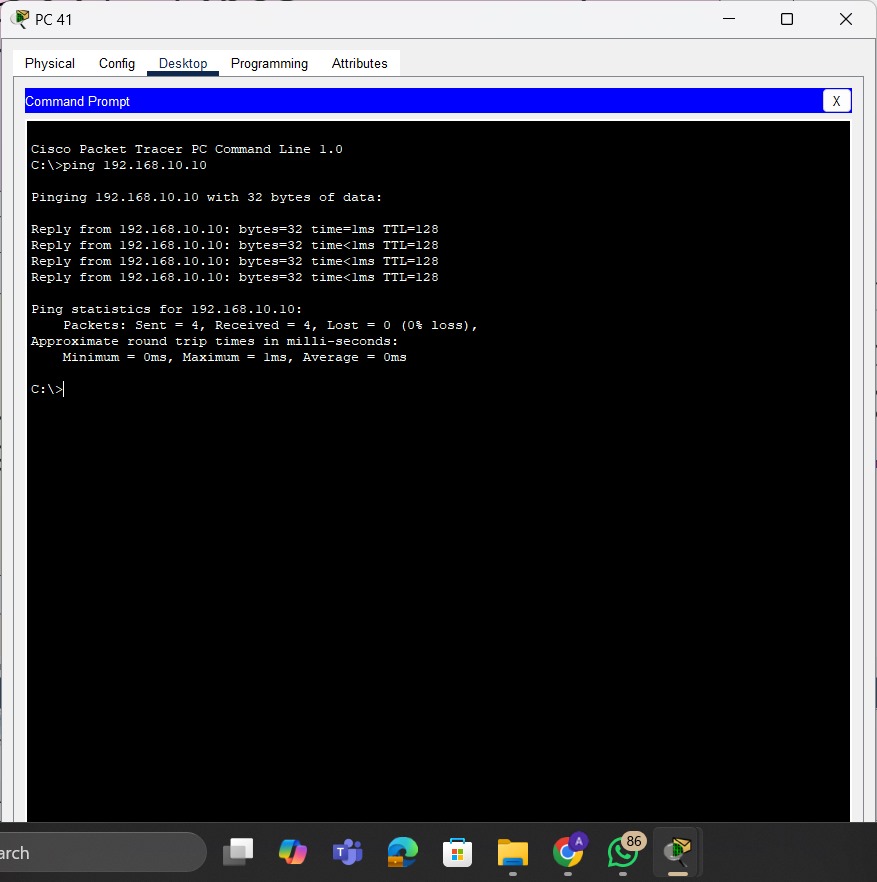 PC 41
Physical Config Desktop Programming Attributes
Command Prompt X
Cisco Packet Tracer PC Command Line 1.0
C:\>ping 192.168.10.10
Pinging 192.168.10.10 with 32 bytes of data:
Reply from 192.168.10.10: bytes=32 time=1ms TTL=128
Reply from 192.168.10.10: bytes=32 time<1ms TTL=128
Reply from 192.168.10.10: bytes=32 time<1ms TTL=128
Reply from 192.168.10.10: bytes=32 time<1ms TTL=128
Ping statistics for 192.168.10.10:
Packets: Sent = 4, Received = 4, Lost = 0 (0% loss),
Approximate round trip times in milli-seconds:
Minimum = 0ms, Maximum = 1ms, Average = 0ms
C:\>
arch T A 86